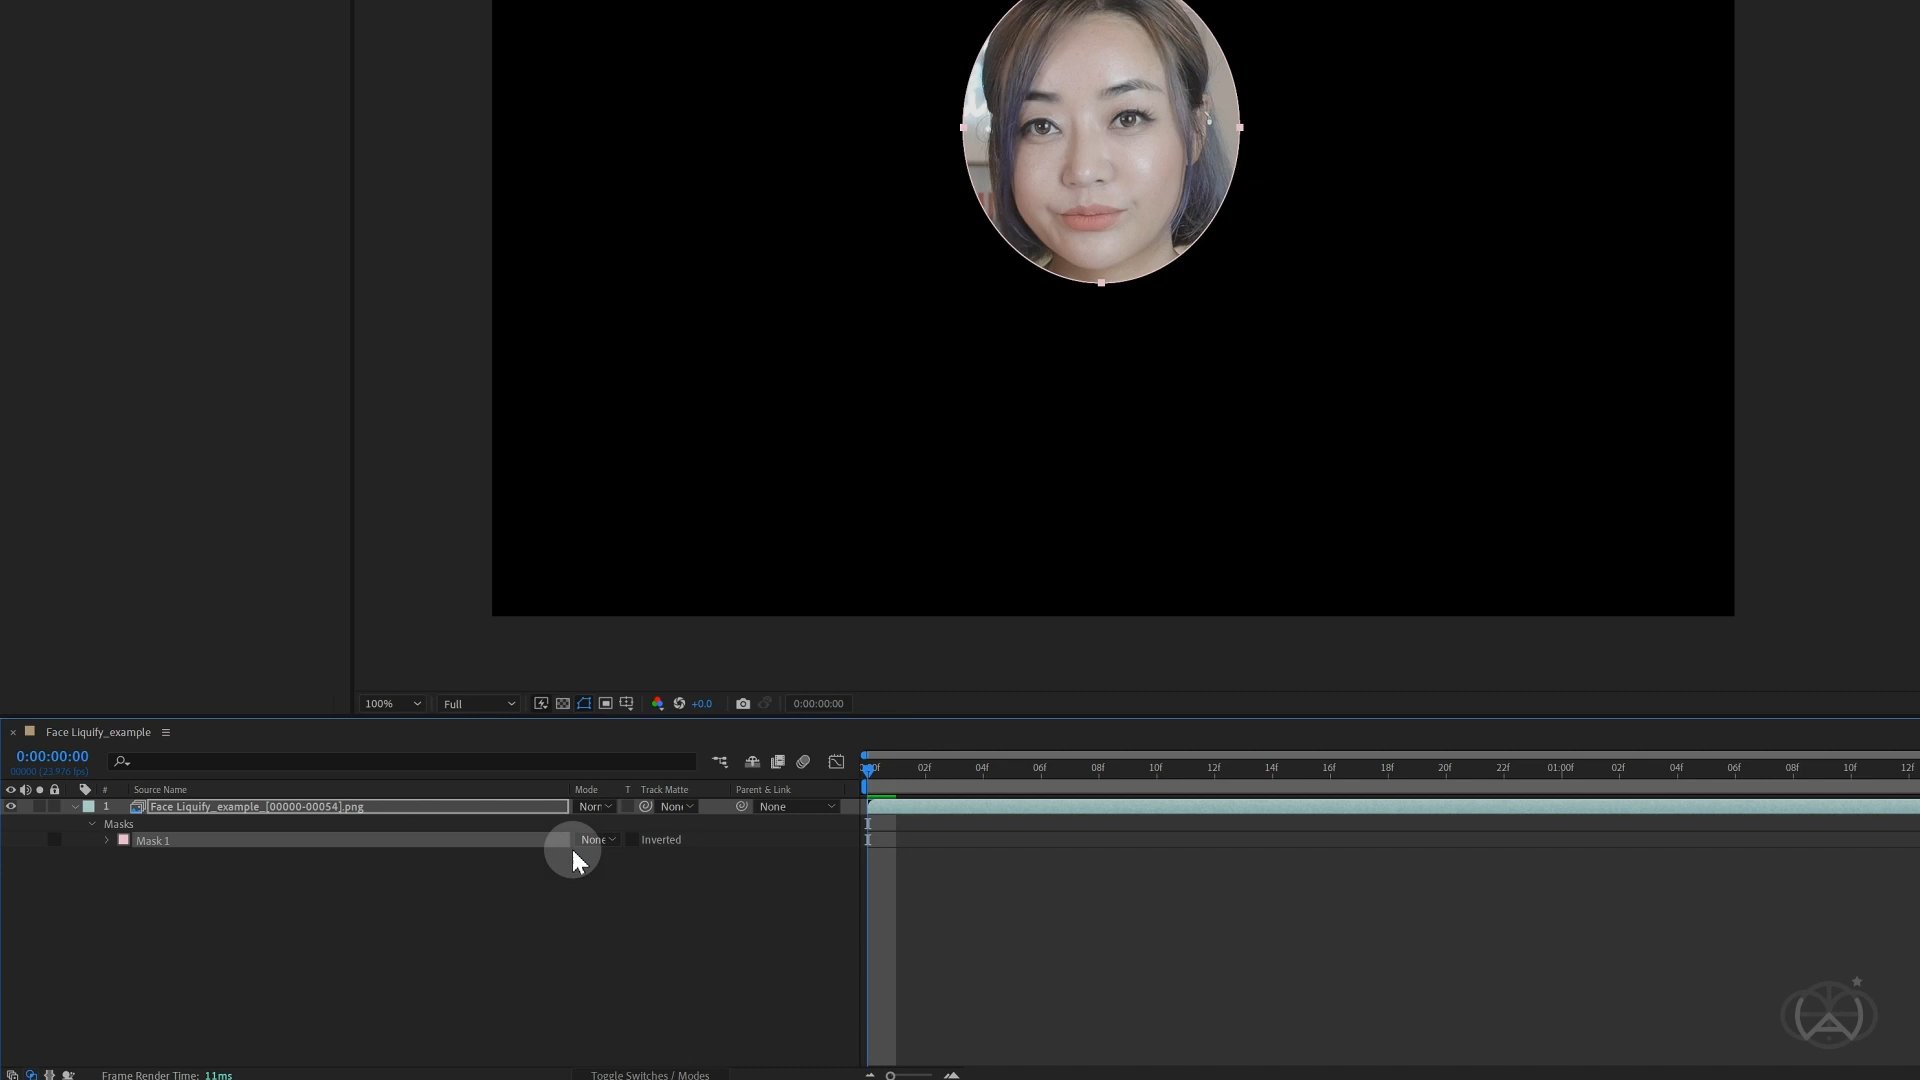 100% Full +0.0 0:00:00:00
Face Liquify_example
0:00:00:00
00000 (23.976 fps)
02f 04f 06f 08f 10f 12f 14f 16f 18f 20f 22f 01:00f 02f 04f 06f 08f 10f 12f
# Source Name Mode T Track Matte Parent & Link
1 Face Liquify_example_[00000-00054].png None
Masks
Mask 1 None Inverted
Frame Render Time: 11ms Toggle Switches / Modes